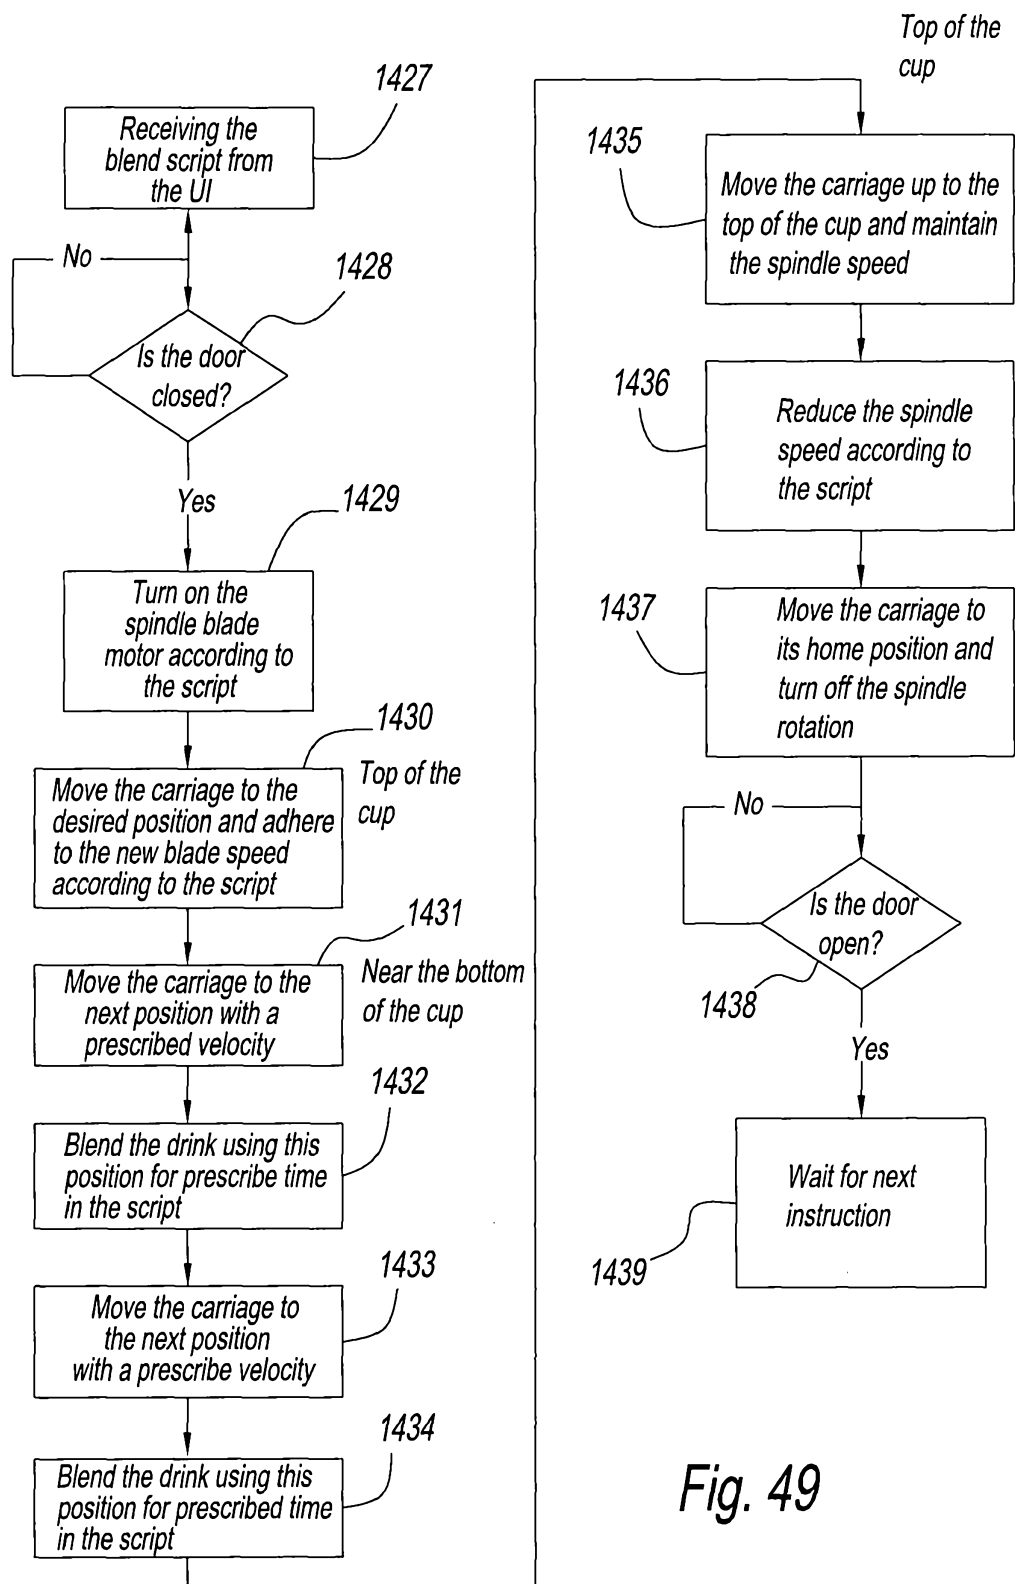 1427
Receiving the
blend script from
the UI
No
1428
Is the door
closed?
Yes
1429
Turn on the
spindle blade
motor according to
the script
1430
Top of the
cup
Move the carriage to the
desired position and adhere
to the new blade speed
according to the script
1431
Near the bottom
of the cup
Move the carriage to the
next position with a
prescribed velocity
1432
Blend the drink using this
position for prescribe time
in the script
1433
Move the carriage to
the next position
with a prescribe velocity
1434
Blend the drink using this
position for prescribed time
in the script
Top of the
cup
1435
Move the carriage up to the
top of the cup and maintain
the spindle speed
1436
Reduce the spindle
speed according to
the script
1437
Move the carriage to
its home position and
turn off the spindle
rotation
No
Is the door
open?
1438
Yes
Wait for next
instruction
1439
Fig. 49